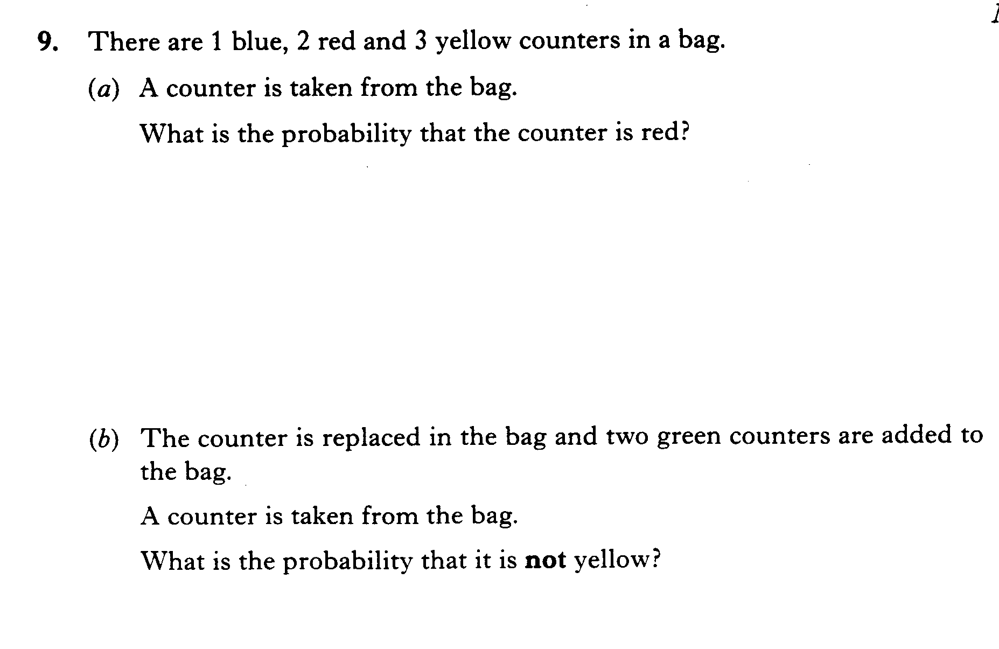 9. There are 1 blue, 2 red and 3 yellow counters in a bag.
(a) A counter is taken from the bag.
What is the probability that the counter is red?
(b) The counter is replaced in the bag and two green counters are added to
the bag.
A counter is taken from the bag.
What is the probability that it is not yellow?